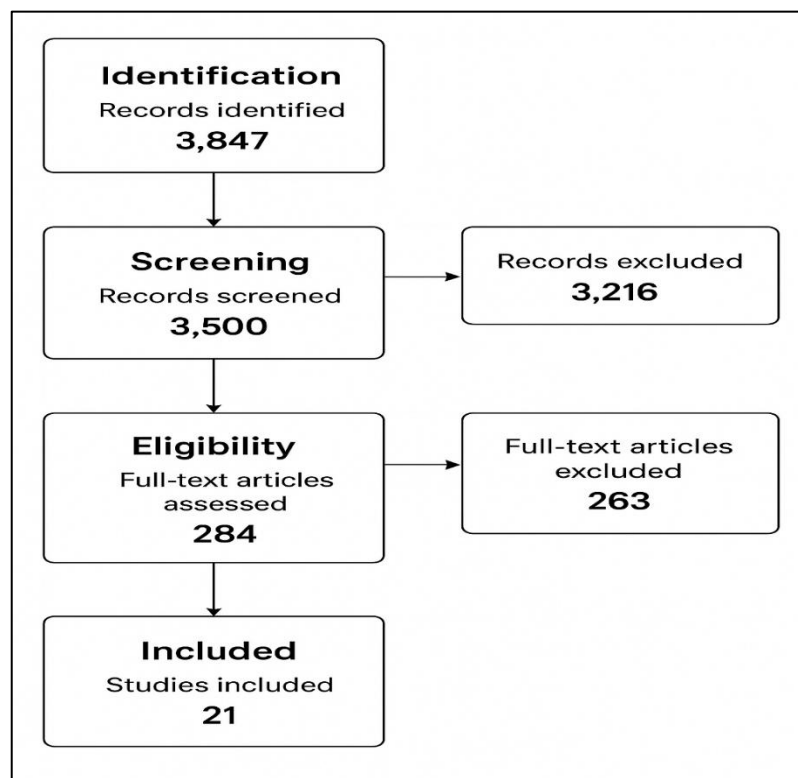 Identification
Records identified
3,847
Screening
Records screened
3,500
Records excluded
3,216
Eligibility
Full-text articles
assessed
284
Full-text articles
excluded
263
Included
Studies included
21